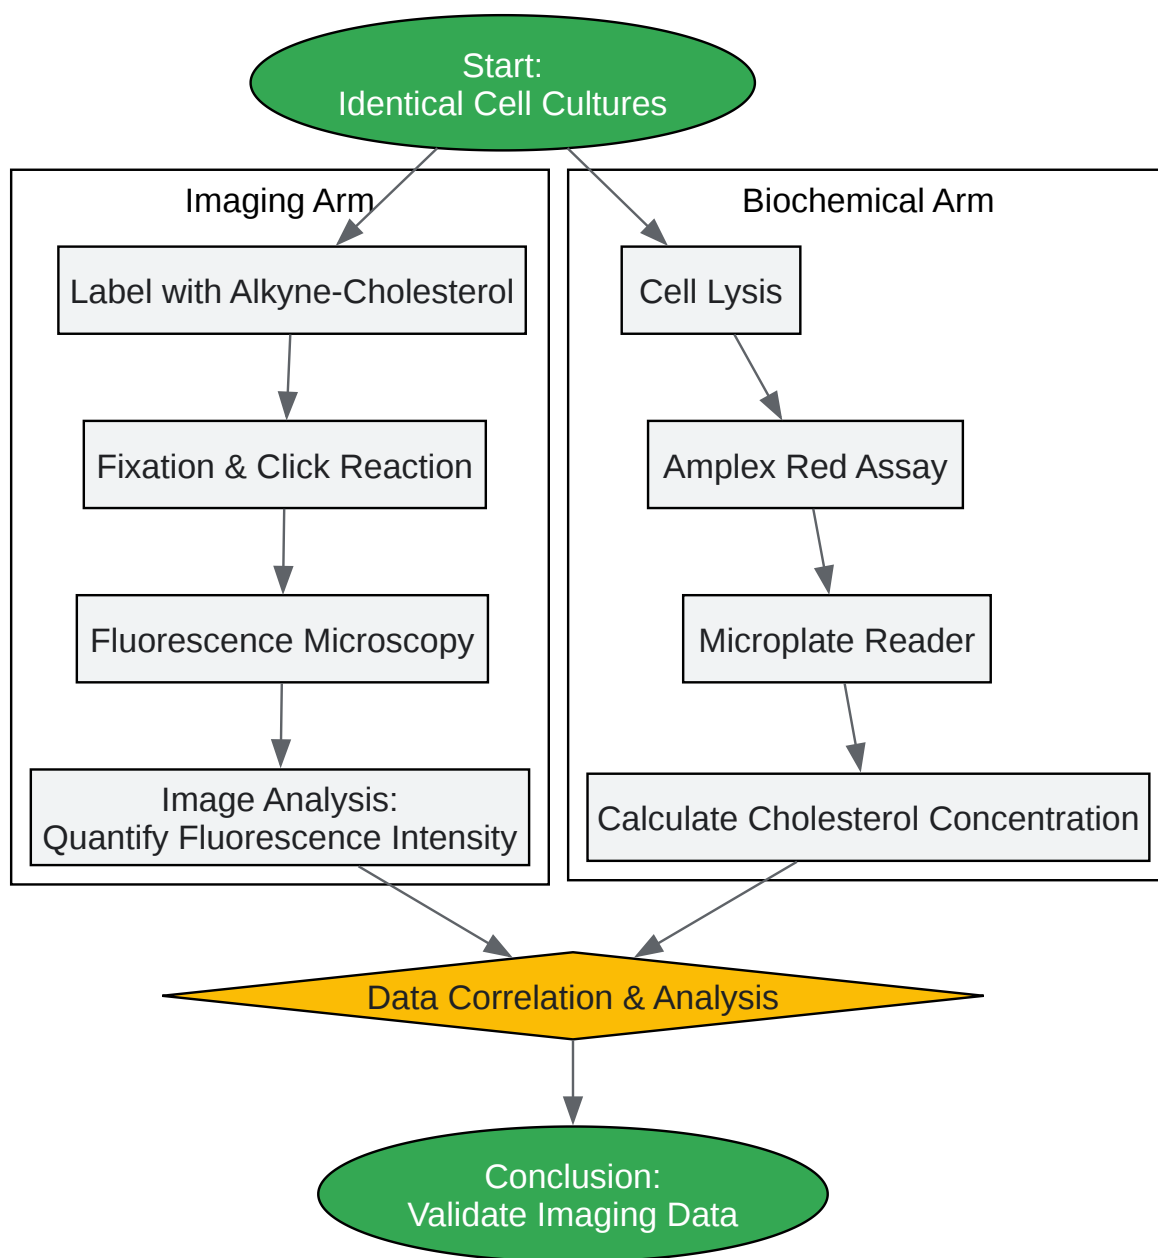 Start:
Identical Cell Cultures
Imaging Arm
Label with Alkyne-Cholesterol
Fixation & Click Reaction
Fluorescence Microscopy
Image Analysis:
Quantify Fluorescence Intensity
Biochemical Arm
Cell Lysis
Amplex Red Assay
Microplate Reader
Calculate Cholesterol Concentration
Data Correlation & Analysis
Conclusion:
Validate Imaging Data